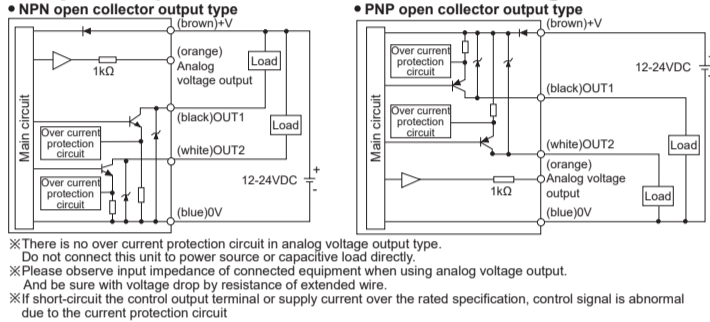 • NPN open collector output type
(brown)+V
(orange)
Analog
voltage output
1kΩ
Load
(black)OUT1
Load
Main circuit
Over current
protection
circuit
(white)OUT2
Over current
protection
circuit
12-24VDC
+
-
(blue)0V
• PNP open collector output type
(brown)+V
Over current
protection
circuit
12-24VDC
(black)OUT1
Main circuit
Over current
protection
circuit
(white)OUT2
Load
(orange)
Analog voltage
output
1kΩ
Load
(blue)0V
※There is no over current protection circuit in analog voltage output type.
Do not connect this unit to power source or capacitive load directly.
※Please observe input impedance of connected equipment when using analog voltage output.
And be sure with voltage drop by resistance of extended wire.
※If short-circuit the control output terminal or supply current over the rated specification, control signal is abnormal
due to the current protection circuit